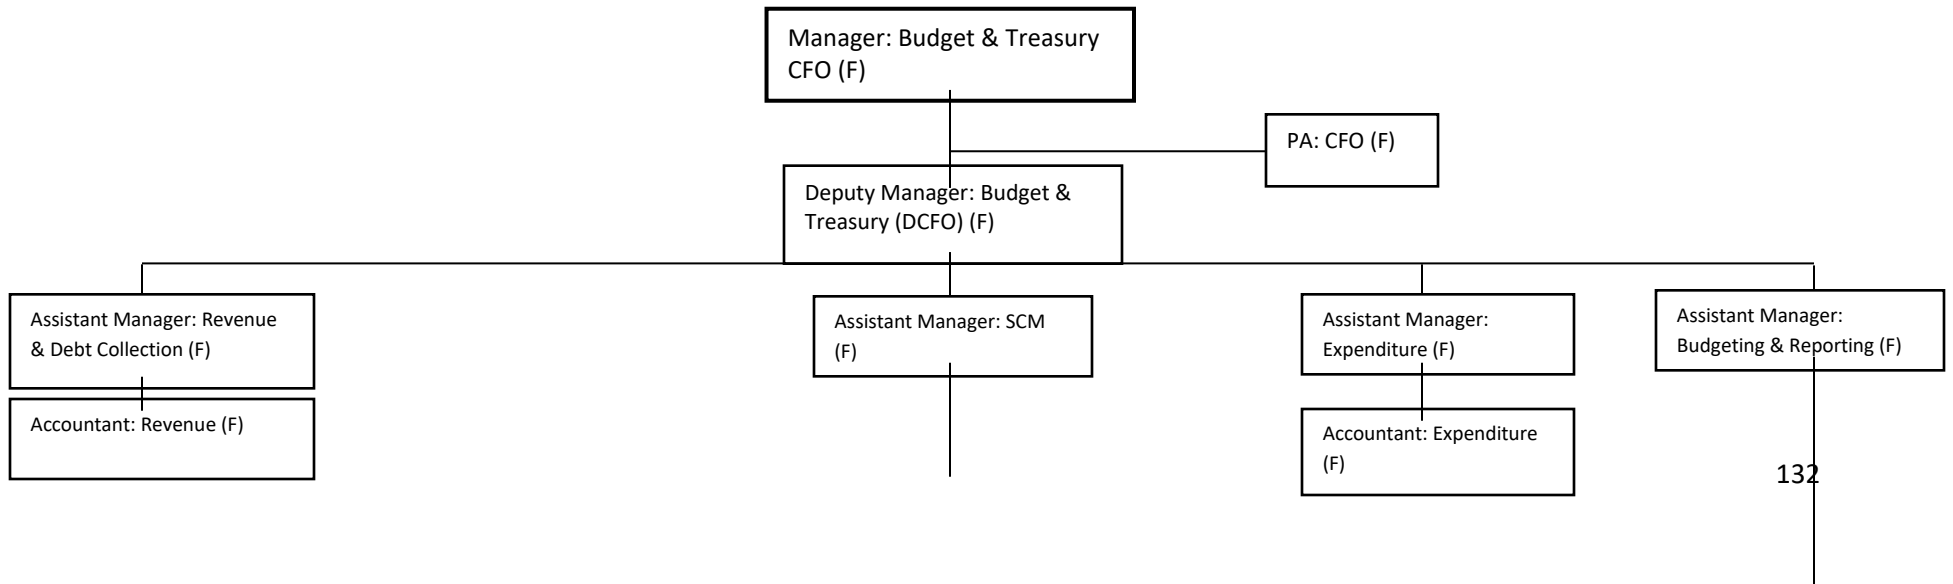 Manager: Budget & Treasury
CFO (F)
PA: CFO (F)
Deputy Manager: Budget &
Treasury (DCFO) (F)
Assistant Manager: Revenue
& Debt Collection (F)
Assistant Manager: SCM
(F)
Assistant Manager:
Expenditure (F)
Assistant Manager:
Budgeting & Reporting (F)
Accountant: Revenue (F)
Accountant: Expenditure
(F)
132